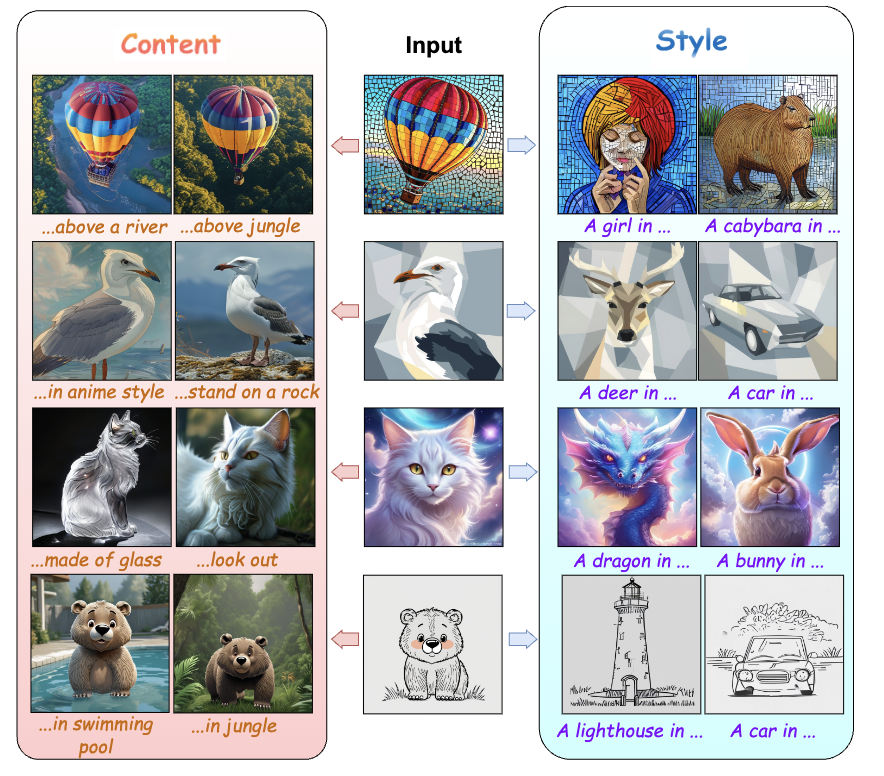 Content
Input
Style
...above a river
...above jungle
A girl in ...
A cabybara in ...
...in anime style
...stand on a rock
A deer in ...
A car in ...
...made of glass
...look out
A dragon in ...
A bunny in ...
...in swimming
pool
...in jungle
A lighthouse in ...
A car in ...